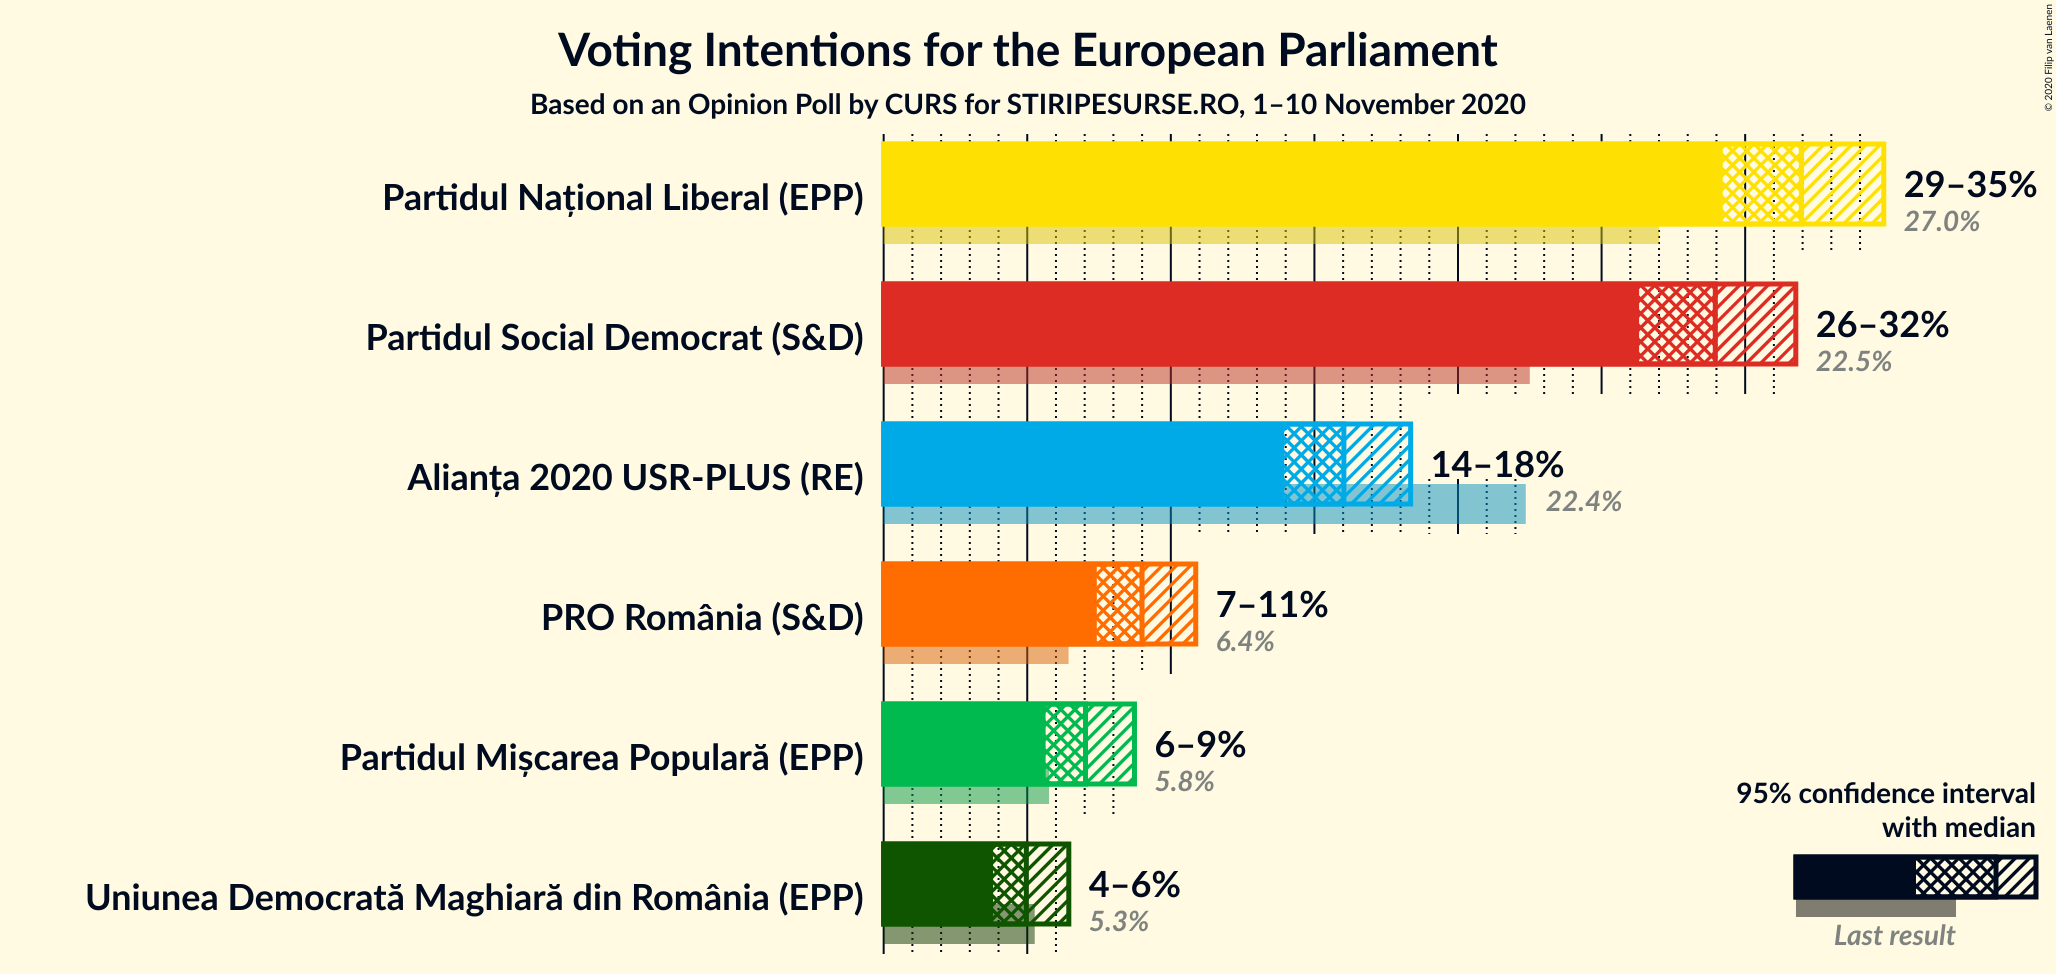 Voting Intentions for the European Parliament
Based on an Opinion Poll by CURS for STIRIPESURSE.RO, 1–10 November 2020
© 2020 Filip van Laenen
Partidul Național Liberal (EPP)
29–35%
27.0%
Partidul Social Democrat (S&D)
26–32%
22.5%
Alianța 2020 USR-PLUS (RE)
14–18%
22.4%
PRO România (S&D)
7–11%
6.4%
Partidul Mișcarea Populară (EPP)
6–9%
5.8%
Uniunea Democrată Maghiară din România (EPP)
4–6%
5.3%
95% confidence interval
with median
Last result